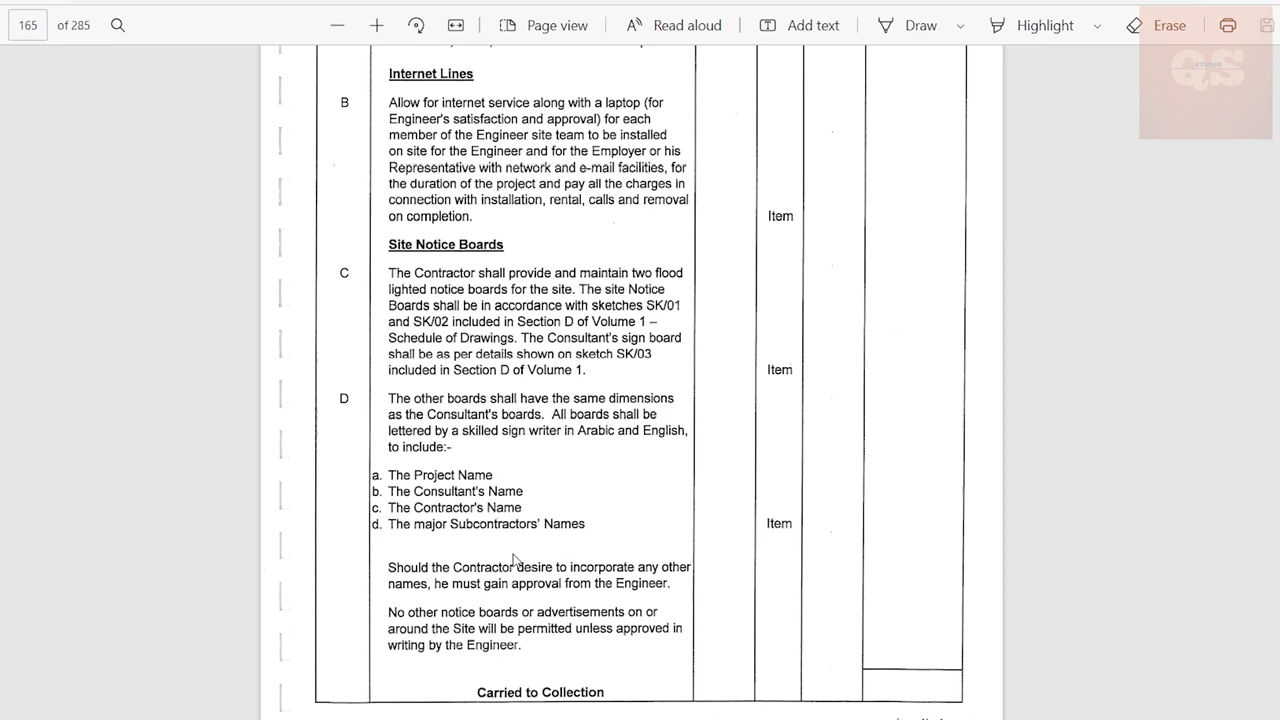 165 of 285 Page view Read aloud Add text Draw Highlight Erase
STUDIO
QS
Internet Lines
B Allow for internet service along with a laptop (for
Engineer's satisfaction and approval) for each
member of the Engineer site team to be installed
on site for the Engineer and for the Employer or his
Representative with network and e-mail facilities, for
the duration of the project and pay all the charges in
connection with installation, rental, calls and removal
on completion. Item
Site Notice Boards
C The Contractor shall provide and maintain two flood
lighted notice boards for the site. The site Notice
Boards shall be in accordance with sketches SK/01
and SK/02 included in Section D of Volume 1 –
Schedule of Drawings. The Consultant's sign board
shall be as per details shown on sketch SK/03
included in Section D of Volume 1. Item
D The other boards shall have the same dimensions
as the Consultant's boards. All boards shall be
lettered by a skilled sign writer in Arabic and English,
to include:-
a. The Project Name
b. The Consultant's Name
c. The Contractor's Name
d. The major Subcontractors' Names Item
Should the Contractor desire to incorporate any other
names, he must gain approval from the Engineer.
No other notice boards or advertisements on or
around the Site will be permitted unless approved in
writing by the Engineer.
Carried to Collection